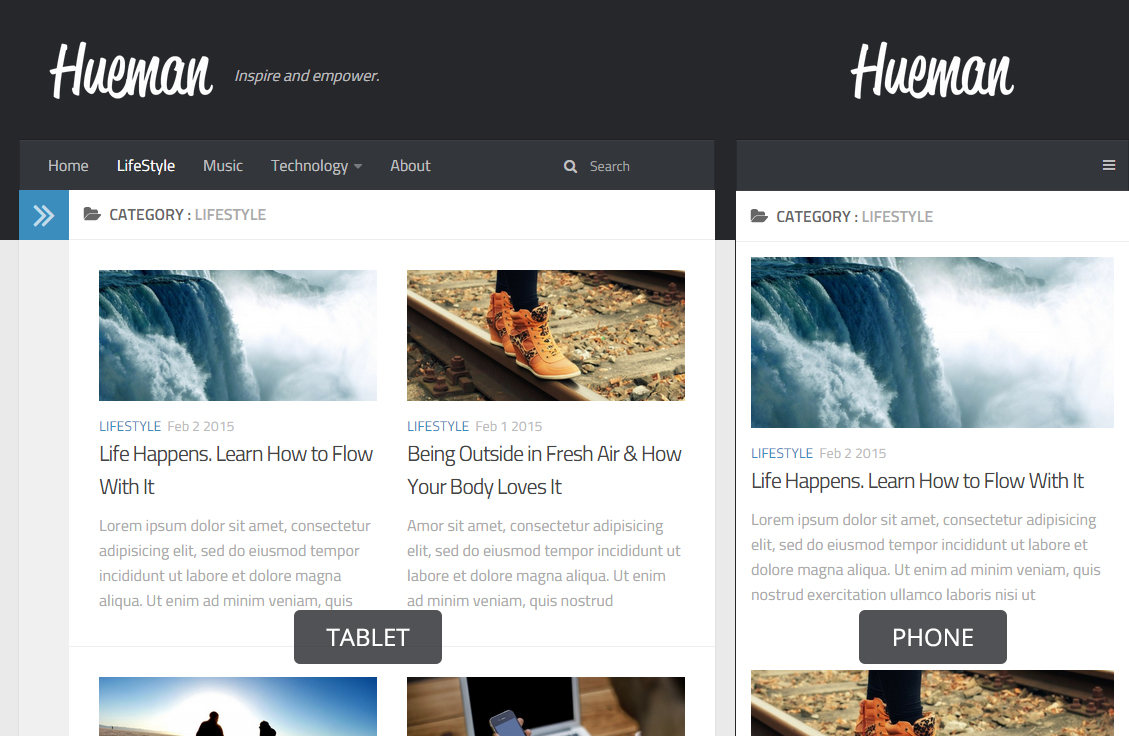 Hueman Inspire and empower.
Home LifeStyle Music Technology About Search
CATEGORY : LIFESTYLE
LIFESTYLE Feb 2 2015
Life Happens. Learn How to Flow
With It
Lorem ipsum dolor sit amet, consectetur
adipisicing elit, sed do eiusmod tempor
incididunt ut labore et dolore magna
aliqua. Ut enim ad minim veniam, quis
LIFESTYLE Feb 1 2015
Being Outside in Fresh Air & How
Your Body Loves It
Amor sit amet, consectetur adipisicing
elit, sed do eiusmod tempor incididunt ut
labore et dolore magna aliqua. Ut enim
ad minim veniam, quis nostrud
TABLET
Hueman
CATEGORY : LIFESTYLE
LIFESTYLE Feb 2 2015
Life Happens. Learn How to Flow With It
Lorem ipsum dolor sit amet, consectetur adipisicing
elit, sed do eiusmod tempor incididunt ut labore et
dolore magna aliqua. Ut enim ad minim veniam, quis
nostrud exercitation ullamco laboris nisi ut
PHONE